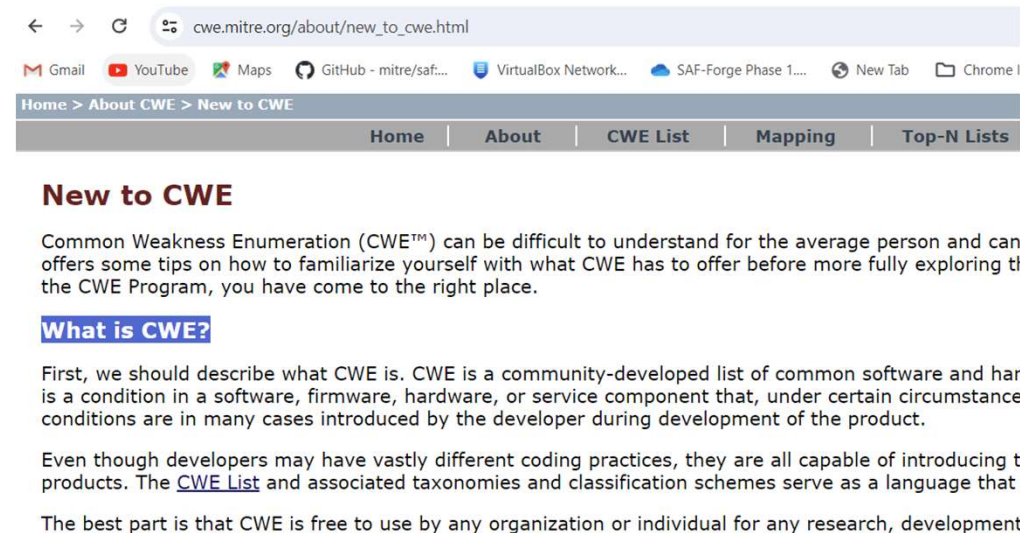 cwe.mitre.org/about/new_to_cwe.html
Gmail YouTube Maps GitHub - mitre/saf:... VirtualBox Network... SAF-Forge Phase 1.... New Tab Chrome
Home > About CWE > New to CWE
Home About CWE List Mapping Top-N Lists
New to CWE
Common Weakness Enumeration (CWE™) can be difficult to understand for the average person and can
offers some tips on how to familiarize yourself with what CWE has to offer before more fully exploring
the CWE Program, you have come to the right place.
What is CWE?
First, we should describe what CWE is. CWE is a community-developed list of common software and
is a condition in a software, firmware, hardware, or service component that, under certain circumstance
conditions are in many cases introduced by the developer during development of the product.
Even though developers may have vastly different coding practices, they are all capable of introducing
products. The CWE List and associated taxonomies and classification schemes serve as a language that
The best part is that CWE is free to use by any organization or individual for any research, development